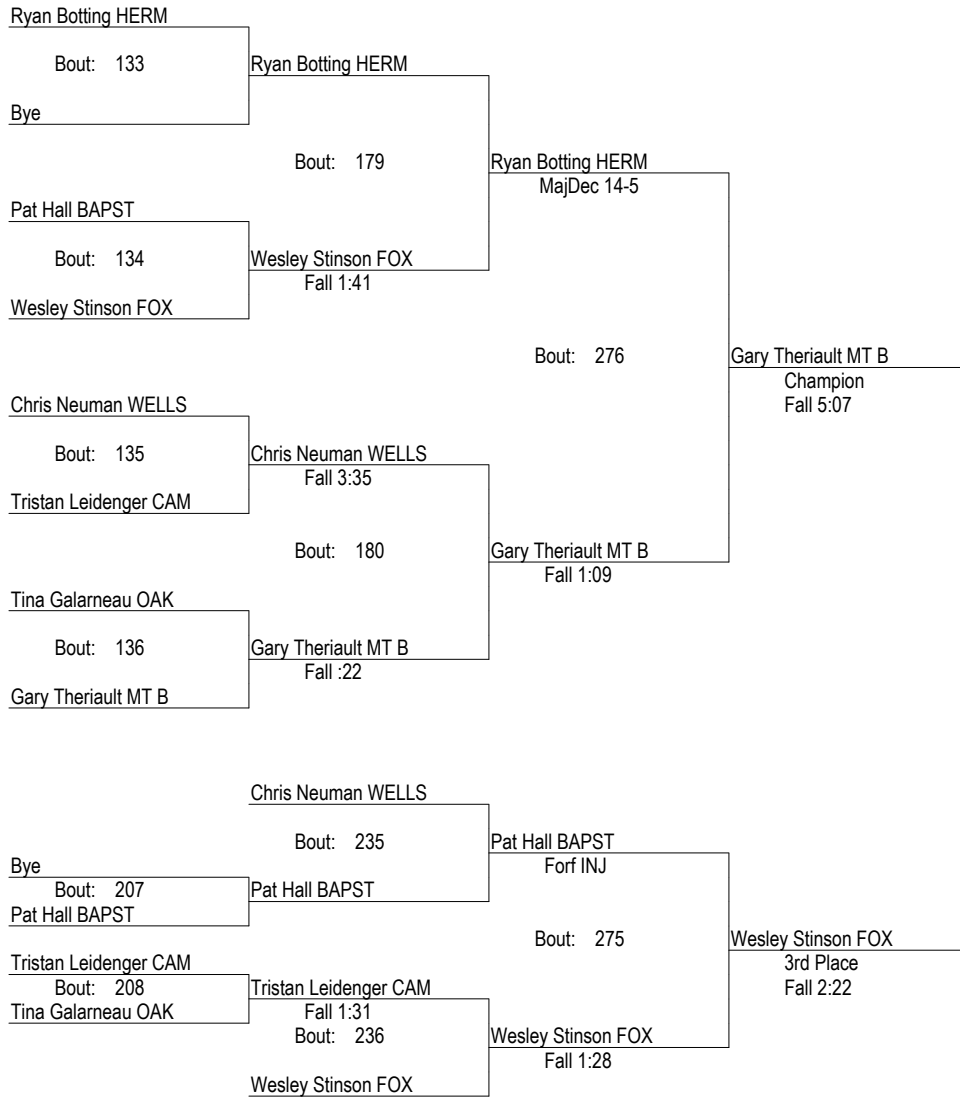 Ryan Botting HERM
Bout: 133
Ryan Botting HERM
Bye
Bout: 179
Ryan Botting HERM
MajDec 14-5
Pat Hall BAPST
Bout: 134
Wesley Stinson FOX
Fall 1:41
Wesley Stinson FOX
Bout: 276
Gary Theriault MT B
Champion
Fall 5:07
Chris Neuman WELLS
Bout: 135
Chris Neuman WELLS
Fall 3:35
Tristan Leidenger CAM
Bout: 180
Gary Theriault MT B
Fall 1:09
Tina Galarneau OAK
Bout: 136
Gary Theriault MT B
Fall :22
Gary Theriault MT B
Chris Neuman WELLS
Bout: 235
Pat Hall BAPST
Forf INJ
Bye
Bout: 207
Pat Hall BAPST
Pat Hall BAPST
Bout: 275
Wesley Stinson FOX
3rd Place
Fall 2:22
Tristan Leidenger CAM
Bout: 208
Tristan Leidenger CAM
Tina Galarneau OAK
Fall 1:31
Bout: 236
Wesley Stinson FOX
Fall 1:28
Wesley Stinson FOX